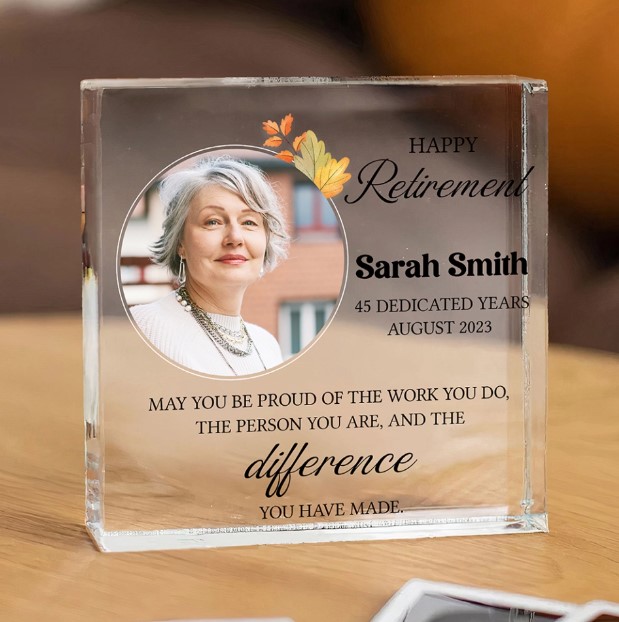 HAPPY
Retirement
Sarah Smith
45 DEDICATED YEARS
AUGUST 2023
MAY YOU BE PROUD OF THE WORK YOU DO,
THE PERSON YOU ARE, AND THE
difference
YOU HAVE MADE.